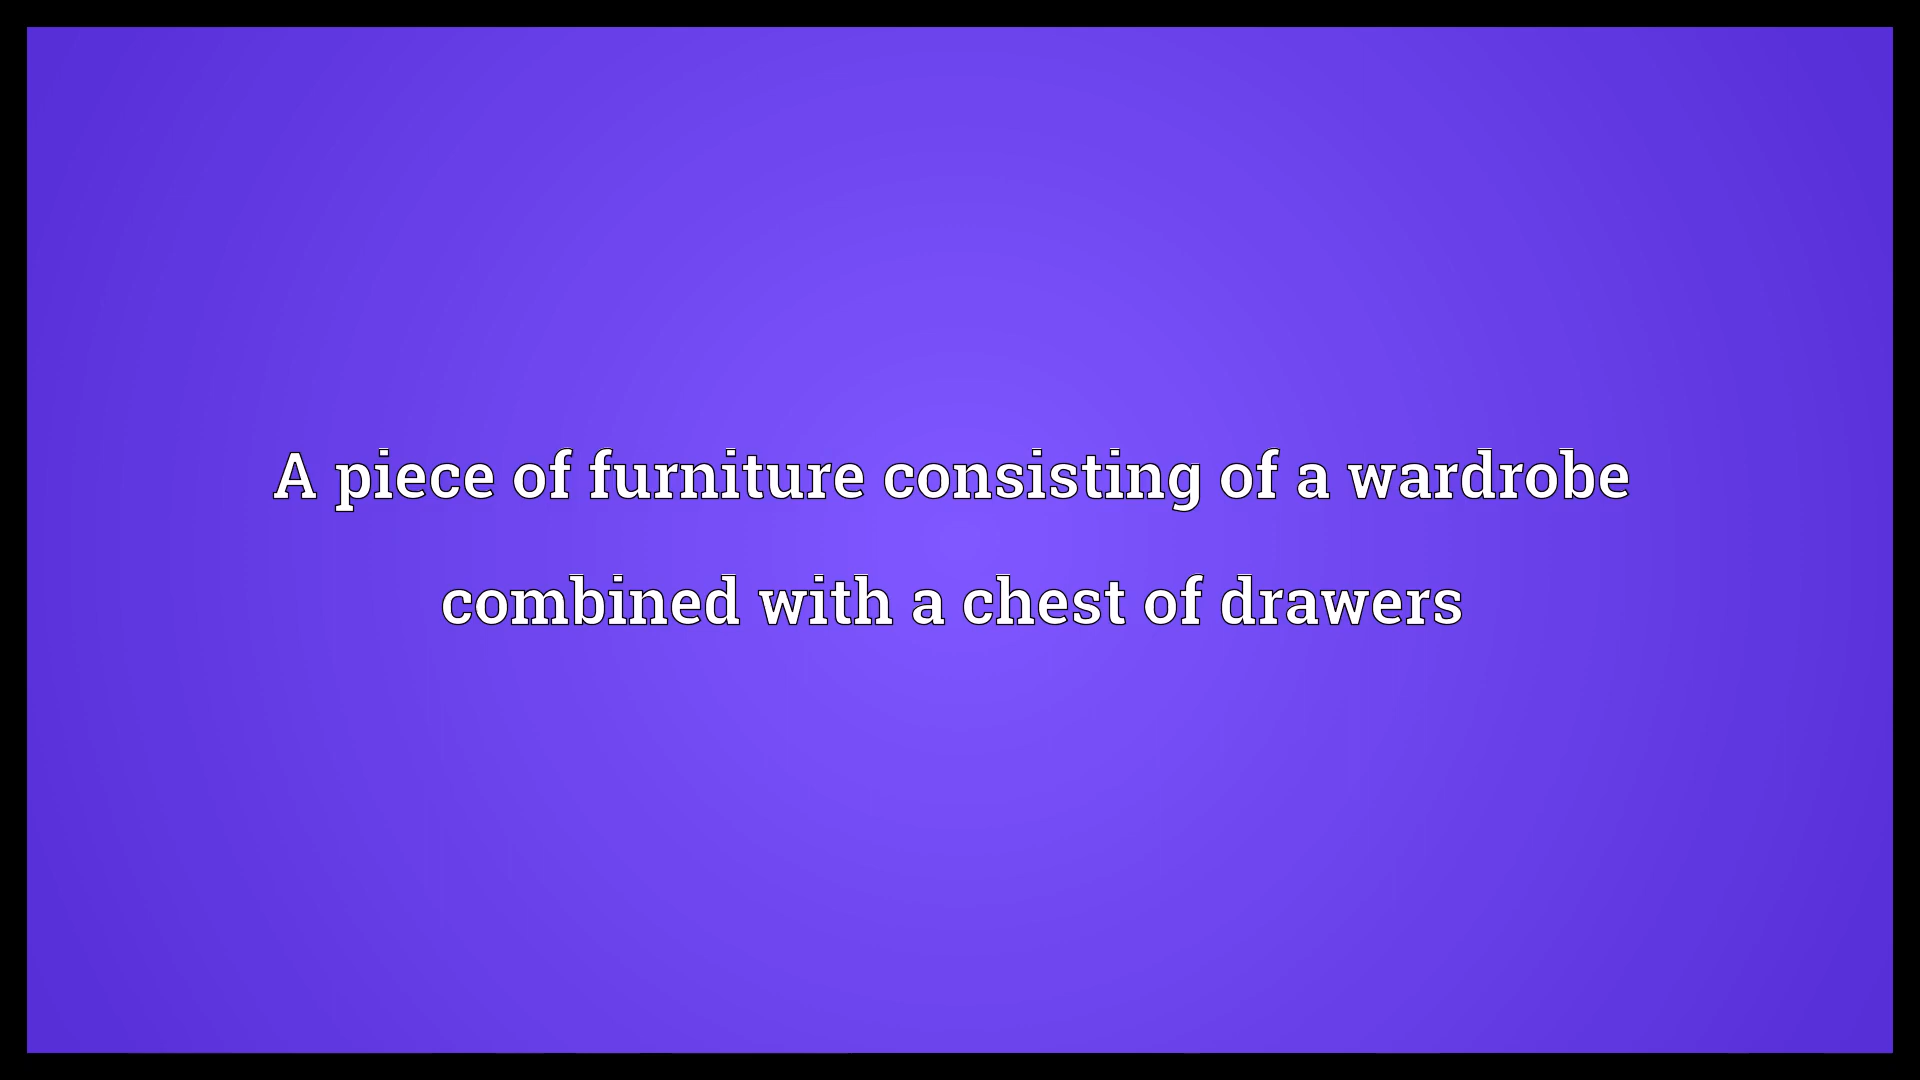 A piece of furniture consisting of a wardrobe
combined with a chest of drawers